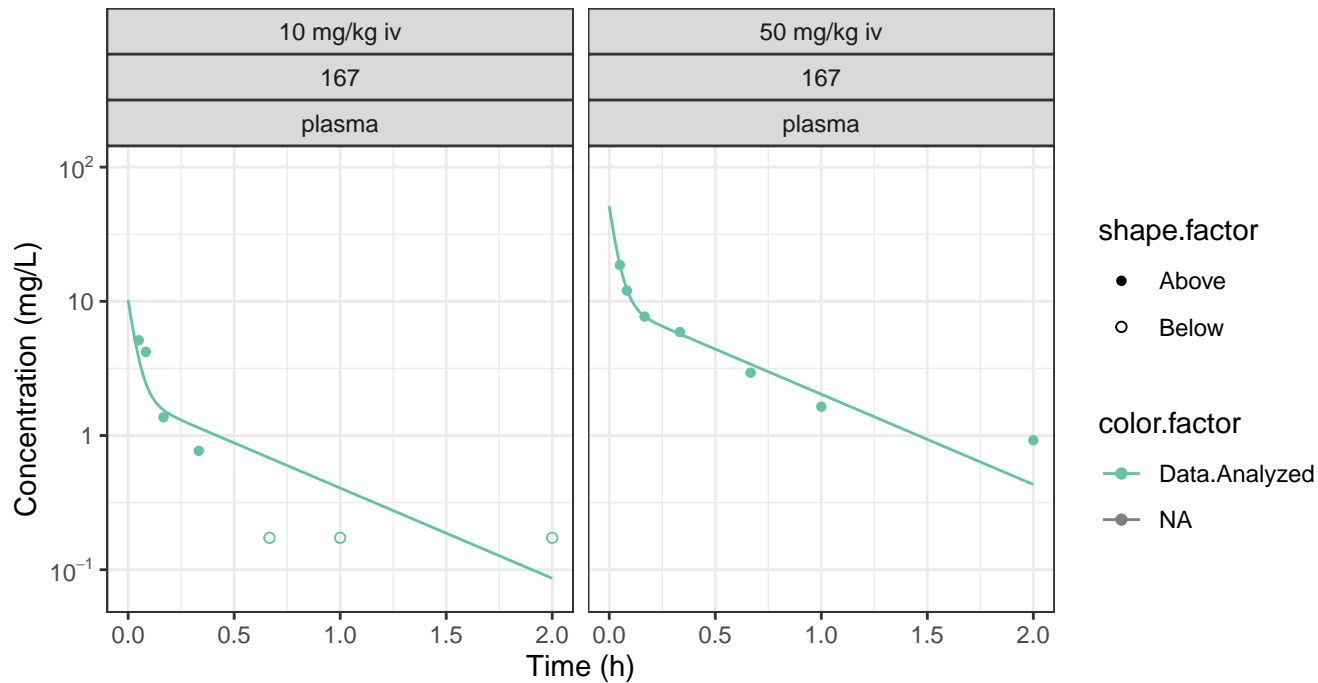 10 mg/kg iv
50 mg/kg iv
167
167
plasma
plasma
10²
10
1
10⁻¹
Concentration (mg/L)
0.0 0.5 1.0 1.5 2.0
0.0 0.5 1.0 1.5 2.0
Time (h)
shape.factor
Above
Below
color.factor
Data.Analyzed
NA